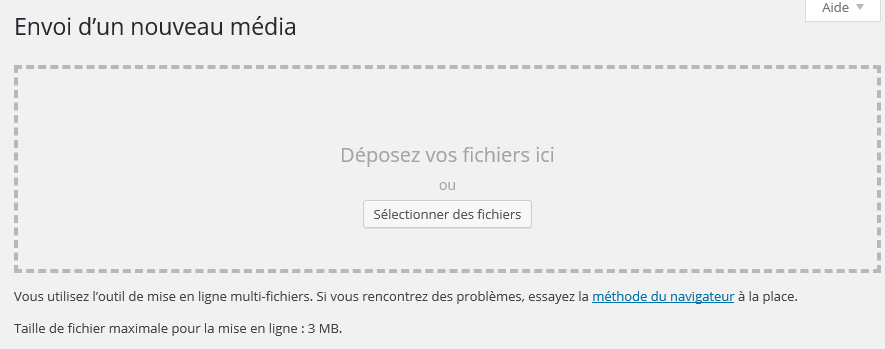 Aide
Envoi d’un nouveau média
Déposez vos fichiers ici
ou
Sélectionner des fichiers
Vous utilisez l’outil de mise en ligne multi-fichiers. Si vous rencontrez des problèmes, essayez la méthode du navigateur à la place.
Taille de fichier maximale pour la mise en ligne : 3 MB.